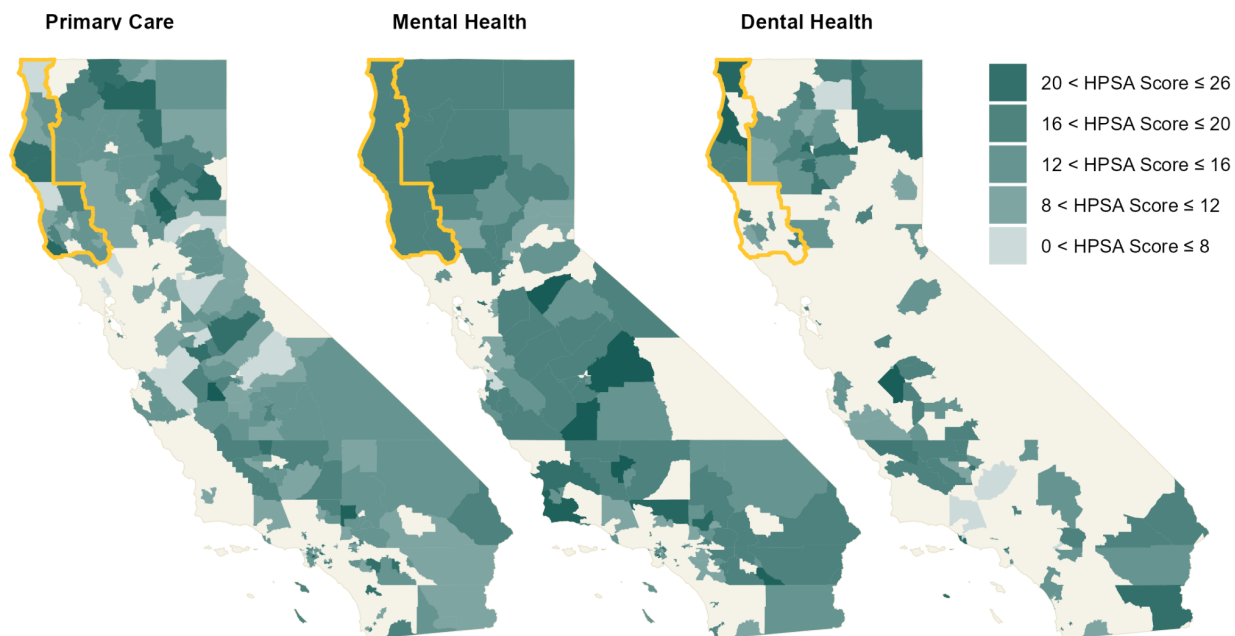 Primary Care
Mental Health
Dental Health
20 < HPSA Score ≤ 26
16 < HPSA Score ≤ 20
12 < HPSA Score ≤ 16
8 < HPSA Score ≤ 12
0 < HPSA Score ≤ 8